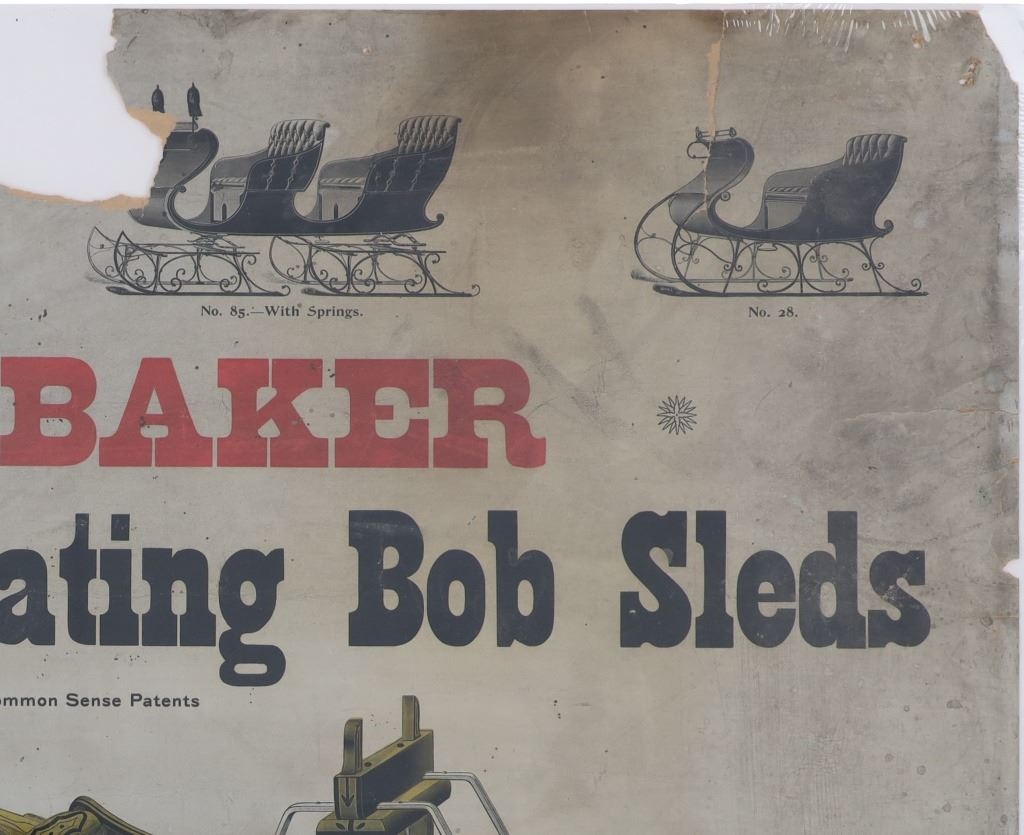 No. 85.—With Springs.
No. 28.
BAKER
ating Bob Sleds
ommon Sense Patents